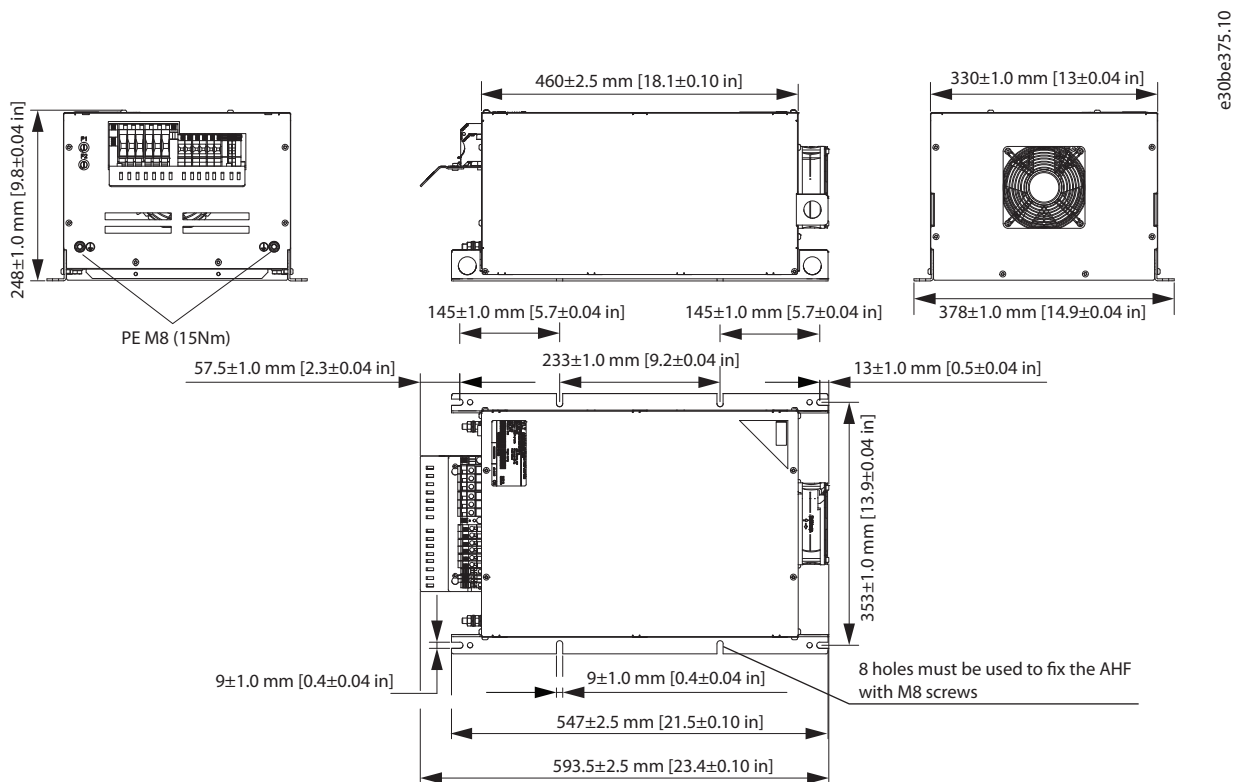 e30be375.10
460±2.5 mm [18.1±0.10 in]
330±1.0 mm [13±0.04 in]
248±1.0 mm [9.8±0.04 in]
P1
378±1.0 mm [14.9±0.04 in]
145±1.0 mm [5.7±0.04 in]
145±1.0 mm [5.7±0.04 in]
PE M8 (15Nm)
57.5±1.0 mm [2.3±0.04 in]
233±1.0 mm [9.2±0.04 in]
13±1.0 mm [0.5±0.04 in]
353±1.0 mm [13.9±0.04 in]
8 holes must be used to fix the AHF
with M8 screws
9±1.0 mm [0.4±0.04 in]
9±1.0 mm [0.4±0.04 in]
547±2.5 mm [21.5±0.10 in]
593.5±2.5 mm [23.4±0.10 in]